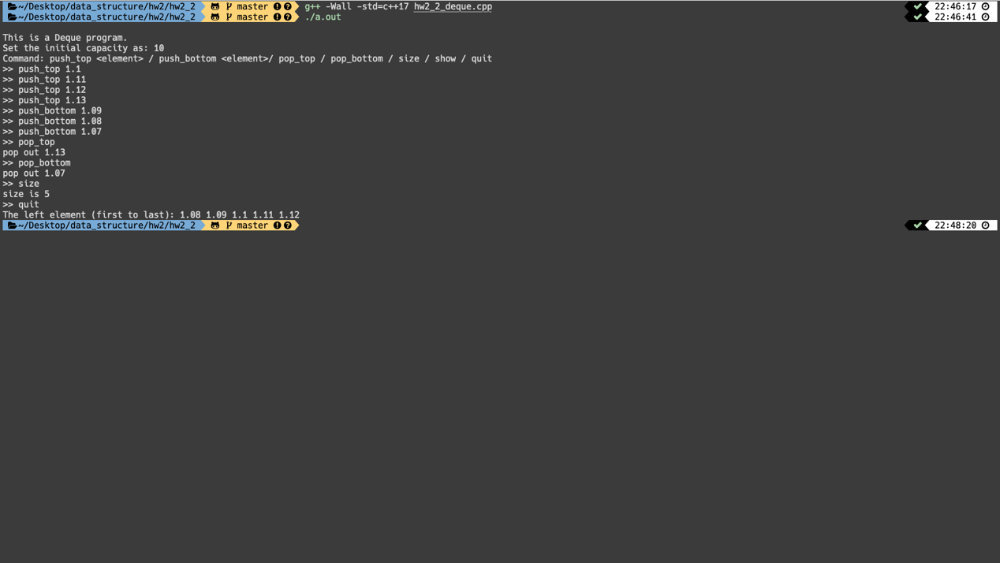 ~/Desktop/data_structure/hw2/hw2_2 master g++ -Wall -std=c++17 hw2_2_deque.cpp 22:46:17
~/Desktop/data_structure/hw2/hw2_2 master ./a.out 22:46:41
This is a Deque program.
Set the initial capacity as: 10
Command: push_top <element> / push_bottom <element>/ pop_top / pop_bottom / size / show / quit
>> push_top 1.1
>> push_top 1.11
>> push_top 1.12
>> push_top 1.13
>> push_bottom 1.09
>> push_bottom 1.08
>> push_bottom 1.07
>> pop_top
pop out 1.13
>> pop_bottom
pop out 1.07
>> size
size is 5
>> quit
The left element (first to last): 1.08 1.09 1.1 1.11 1.12
~/Desktop/data_structure/hw2/hw2_2 master 22:48:20